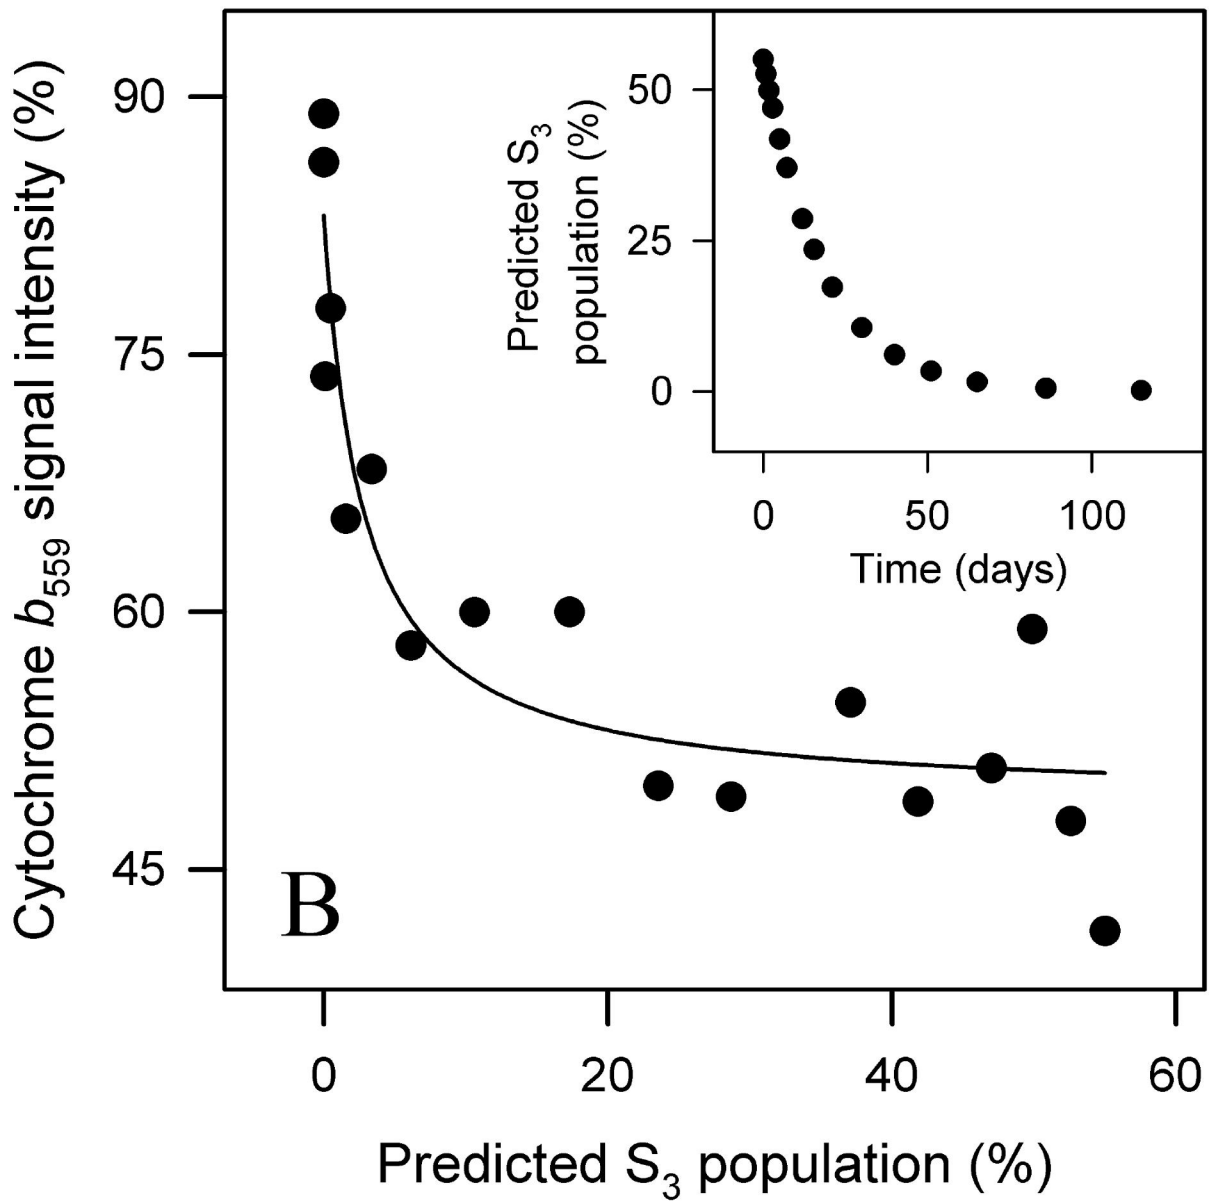 Cytochrome b559 signal intensity (%)
90
75
60
45
B
0
20
40
60
Predicted S3 population (%)
Predicted S3
population (%)
50
25
0
0
50
100
Time (days)